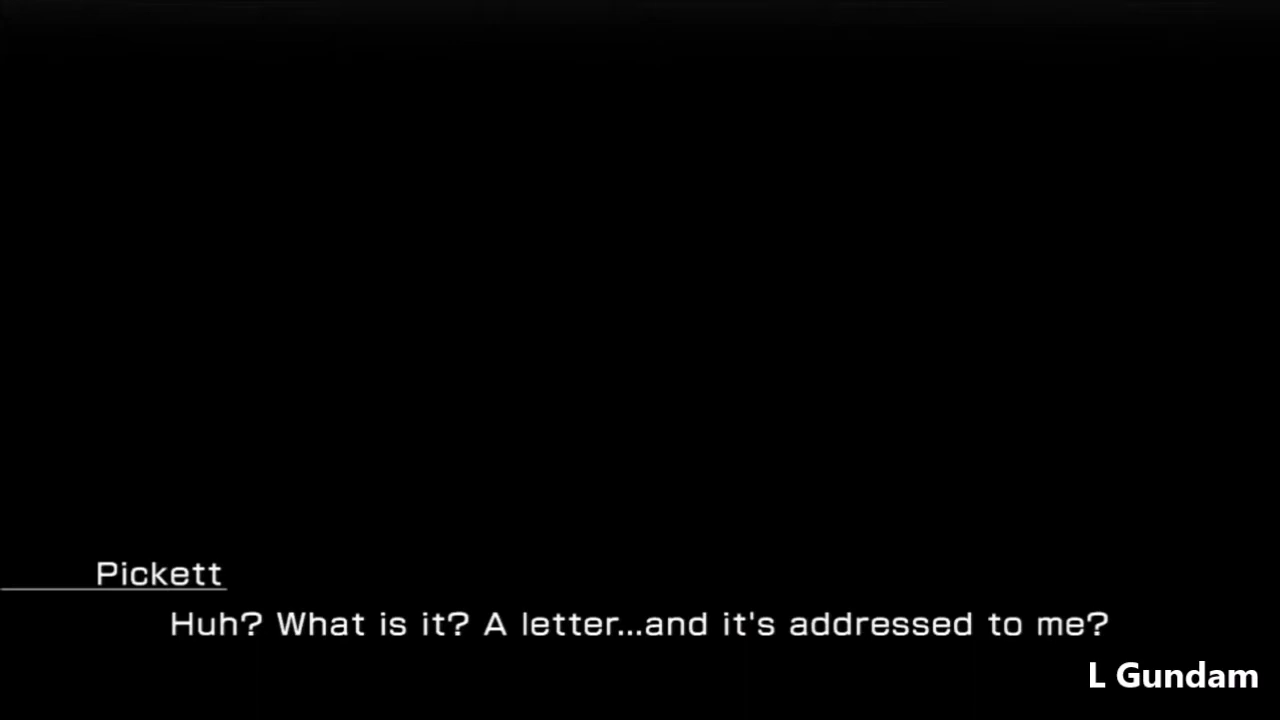 Pickett
Huh? What is it? A letter...and it's addressed to me?
L Gundam